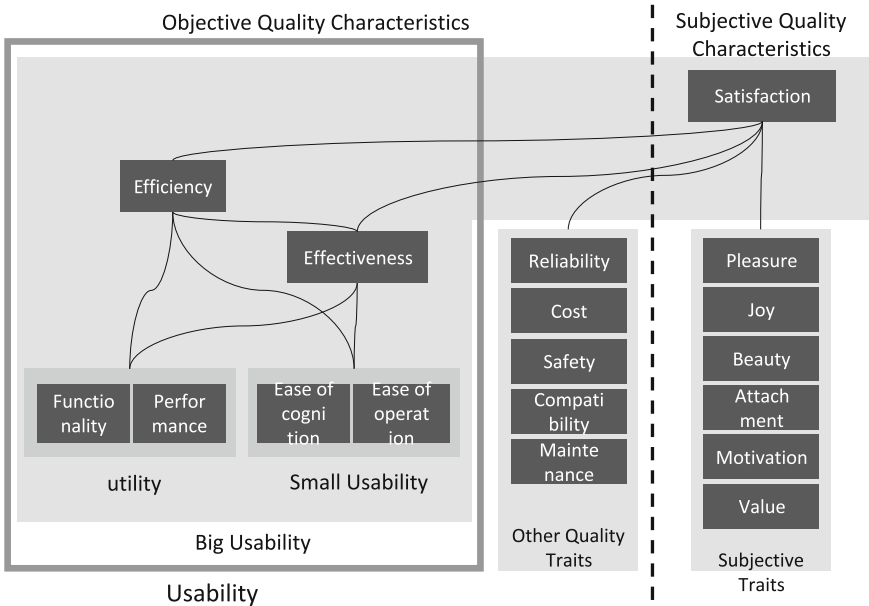 Objective Quality Characteristics
Subjective Quality
Characteristics
Satisfaction
Efficiency
Effectiveness
Functio
nality
Perfor
mance
utility
Ease of
cogni
tion
Ease of
operat
ion
Small Usability
Big Usability
Usability
Reliability
Cost
Safety
Compati
bility
Mainte
nance
Other Quality
Traits
Pleasure
Joy
Beauty
Attach
ment
Motivation
Value
Subjective
Traits